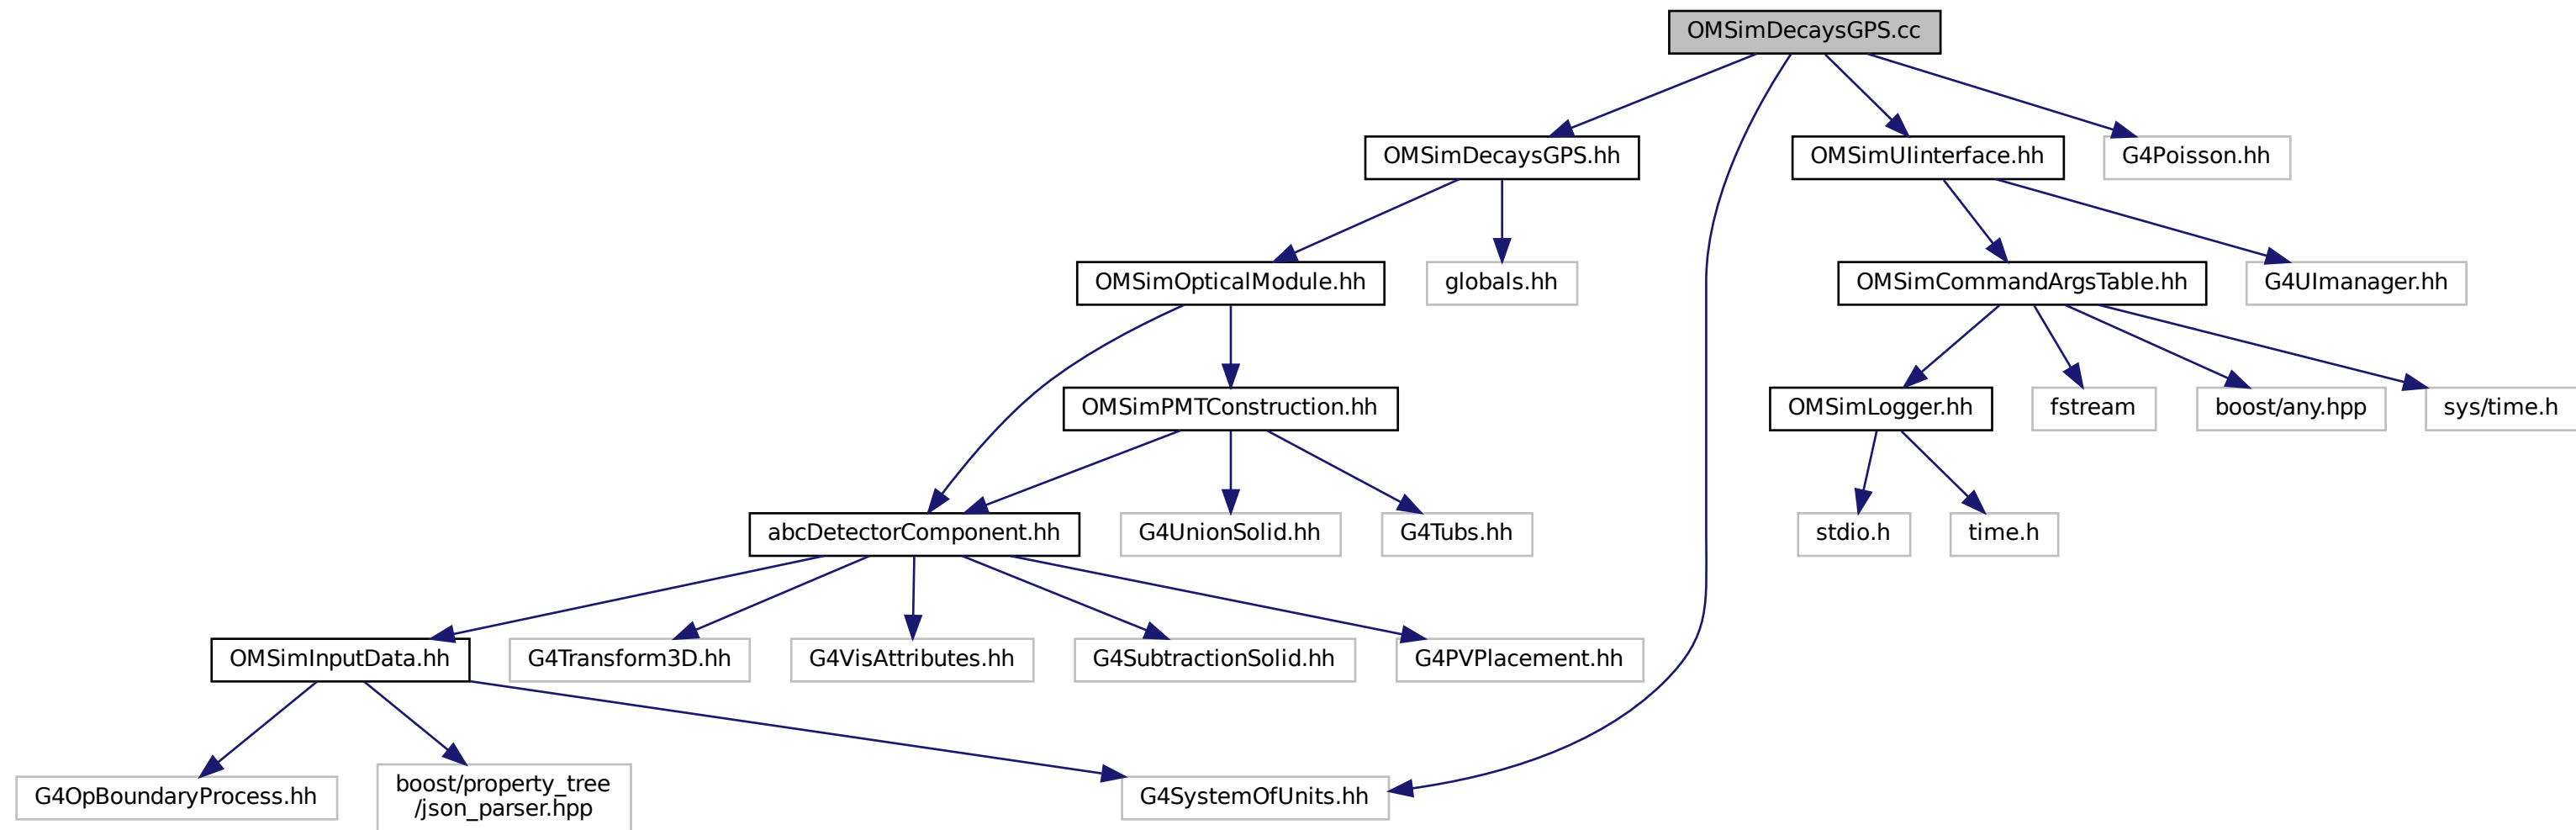 OMSimDecaysGPS.cc
OMSimDecaysGPS.hh
OMSimUIinterface.hh
G4Poisson.hh
OMSimOpticalModule.hh
globals.hh
OMSimCommandArgsTable.hh
G4UImanager.hh
OMSimPMTConstruction.hh
OMSimLogger.hh
fstream
boost/any.hpp
sys/time.h
abcDetectorComponent.hh
G4UnionSolid.hh
G4Tubs.hh
stdio.h
time.h
OMSimInputData.hh
G4Transform3D.hh
G4VisAttributes.hh
G4SubtractionSolid.hh
G4PVPlacement.hh
G4OpBoundaryProcess.hh
boost/property_tree
/json_parser.hpp
G4SystemOfUnits.hh